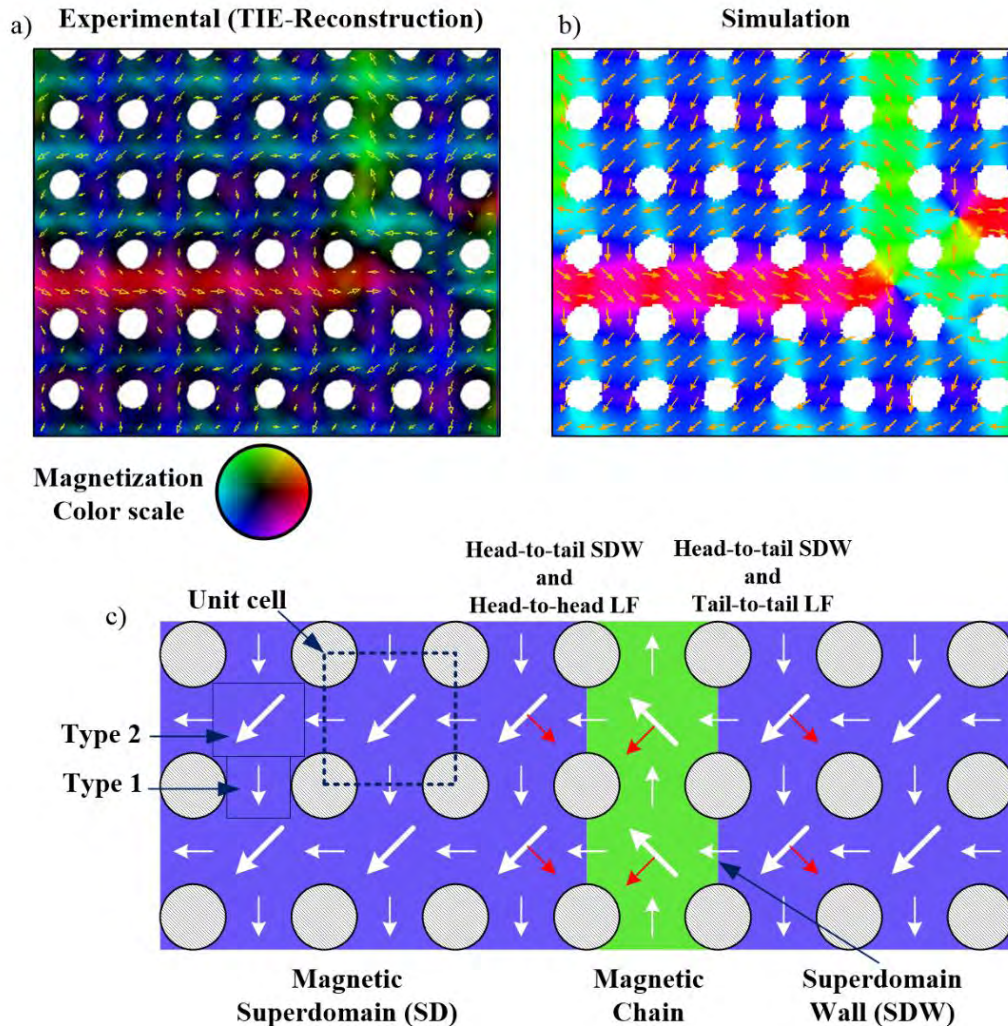 Experimental (TIE-Reconstruction)
Simulation
a)
b)
Magnetization
Color scale
Head-to-tail SDW
and
Head-to-head LF
Head-to-tail SDW
and
Tail-to-tail LF
Unit cell
c)
Type 2
Type 1
Magnetic
Superdomain (SD)
Magnetic
Chain
Superdomain
Wall (SDW)